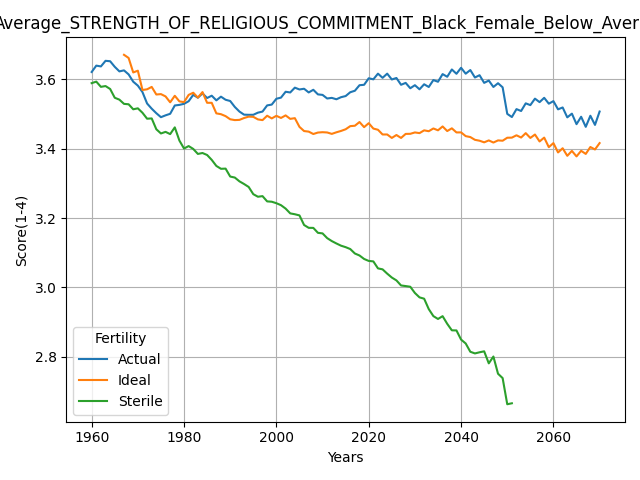 Average_STRENGTH_OF_RELIGIOUS_COMMITMENT_Black_Female_Below_Aver
Score(1-4)
3.6
3.4
3.2
3.0
2.8
Fertility
Actual
Ideal
Sterile
1960 1980 2000 2020 2040 2060
Years